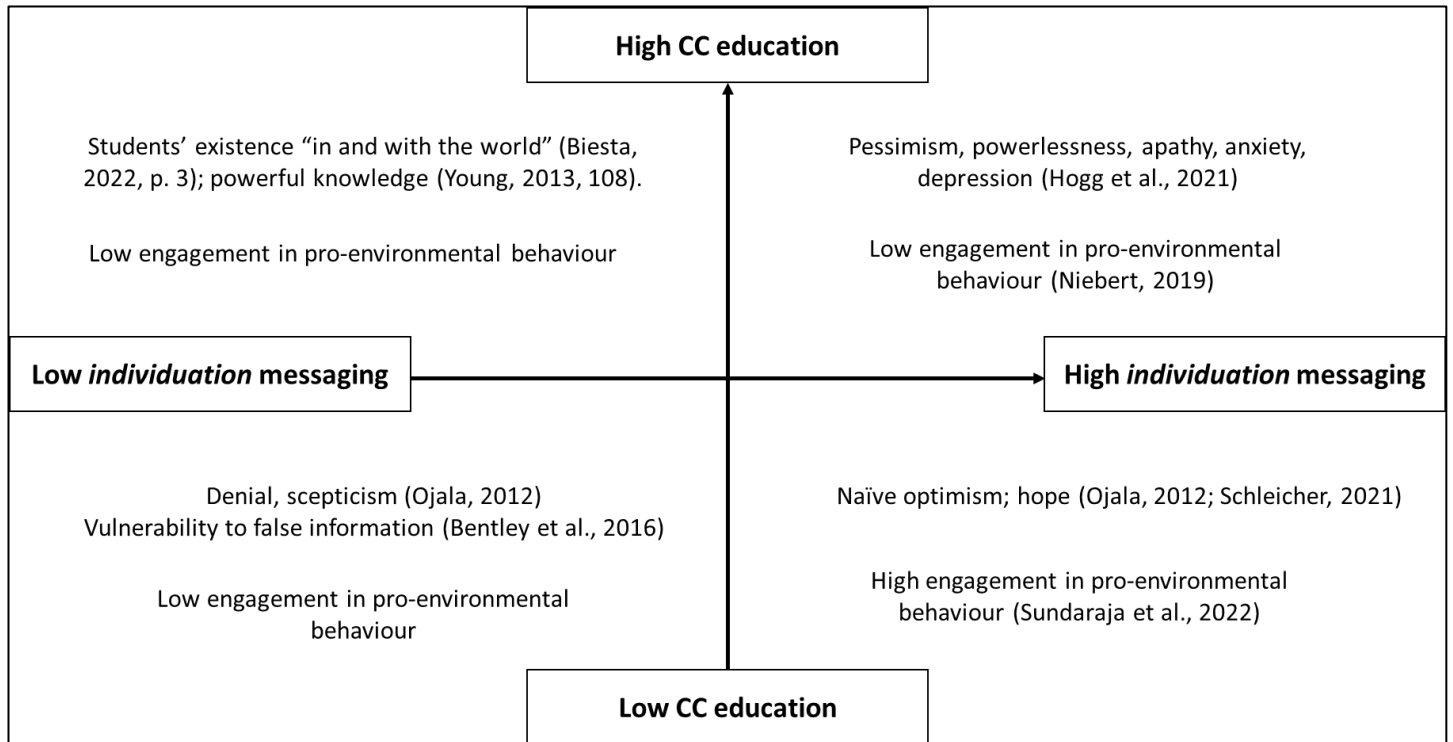 High CC education
Students’ existence “in and with the world” (Biesta,
2022, p. 3); powerful knowledge (Young, 2013, 108).
Low engagement in pro-environmental behaviour
Pessimism, powerlessness, apathy, anxiety,
depression (Hogg et al., 2021)
Low engagement in pro-environmental
behaviour (Niebert, 2019)
Low individuation messaging
High individuation messaging
Denial, scepticism (Ojala, 2012)
Vulnerability to false information (Bentley et al., 2016)
Low engagement in pro-environmental
behaviour
Naïve optimism; hope (Ojala, 2012; Schleicher, 2021)
High engagement in pro-environmental
behaviour (Sundaraja et al., 2022)
Low CC education